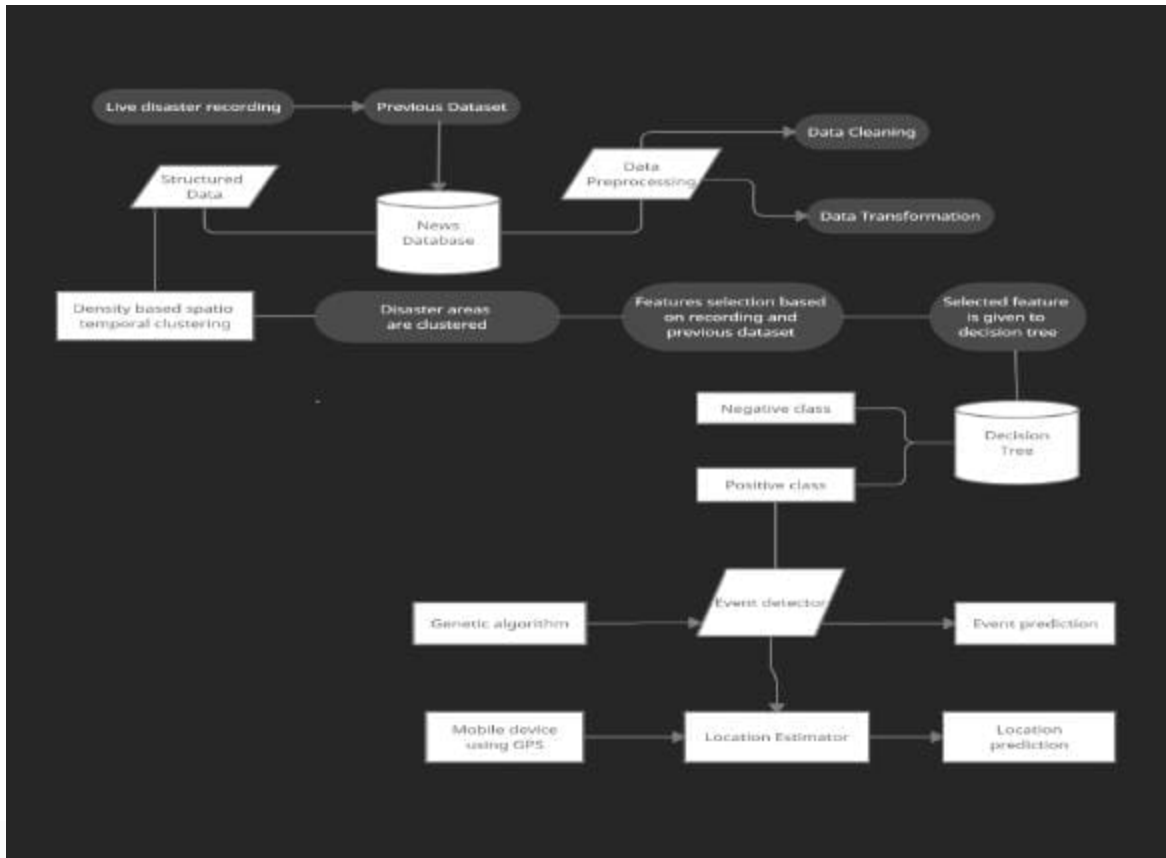 Live disaster recording
Previous Dataset
Data Cleaning
Structured
Data
Data
Preprocessing
Data Transformation
News
Database
Density based spatio
temporal clustering
Disaster areas
are clustered
Features selection based
on recording and
previous dataset
Selected feature
is given to
decision tree
Negative class
Decision
Tree
Positive class
Event detector
Genetic algorithm
Event prediction
Mobile device
using GPS
Location Estimator
Location
prediction